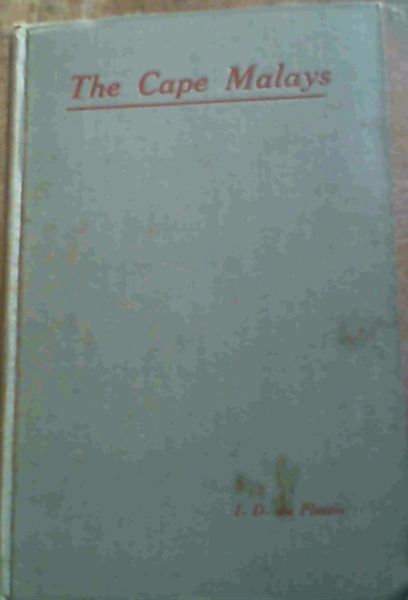 The Cape Malays
I. D. du Plessis